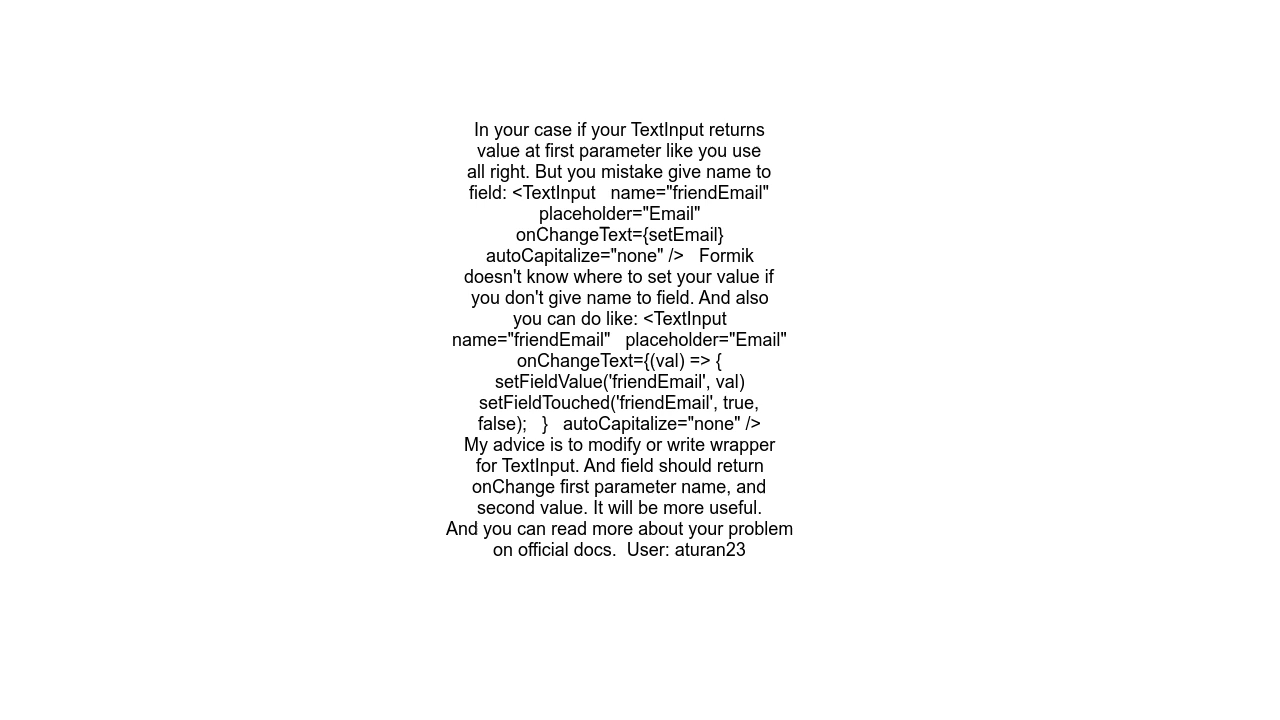 In your case if your TextInput returns
value at first parameter like you use
all right. But you mistake give name to
field: <TextInput   name="friendEmail"
placeholder="Email"
onChangeText={setEmail}
autoCapitalize="none" />   Formik
doesn't know where to set your value if
you don't give name to field. And also
you can do like: <TextInput
name="friendEmail"   placeholder="Email"
onChangeText={(val) => {
setFieldValue('friendEmail', val)
setFieldTouched('friendEmail', true,
false);   }   autoCapitalize="none" />
My advice is to modify or write wrapper
for TextInput. And field should return
onChange first parameter name, and
second value. It will be more useful.
And you can read more about your problem
on official docs.  User: aturan23